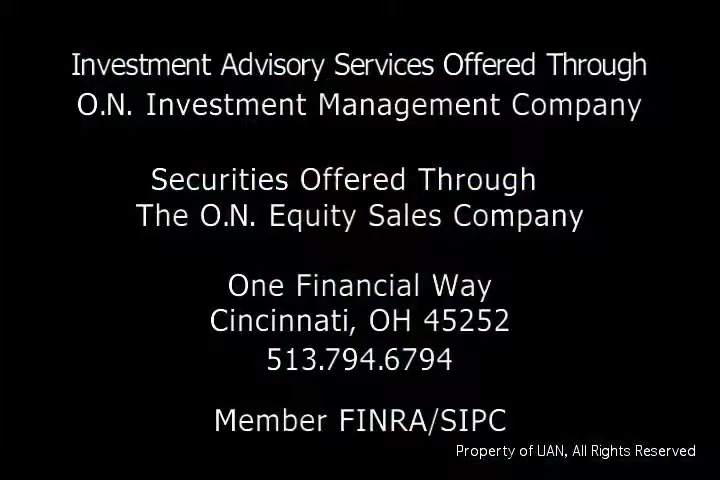 Investment Advisory Services Offered Through
O.N. Investment Management Company
Securities Offered Through
The O.N. Equity Sales Company
One Financial Way
Cincinnati, OH 45252
513.794.6794
Member FINRA/SIPC
Property of UAN, All Rights Reserved